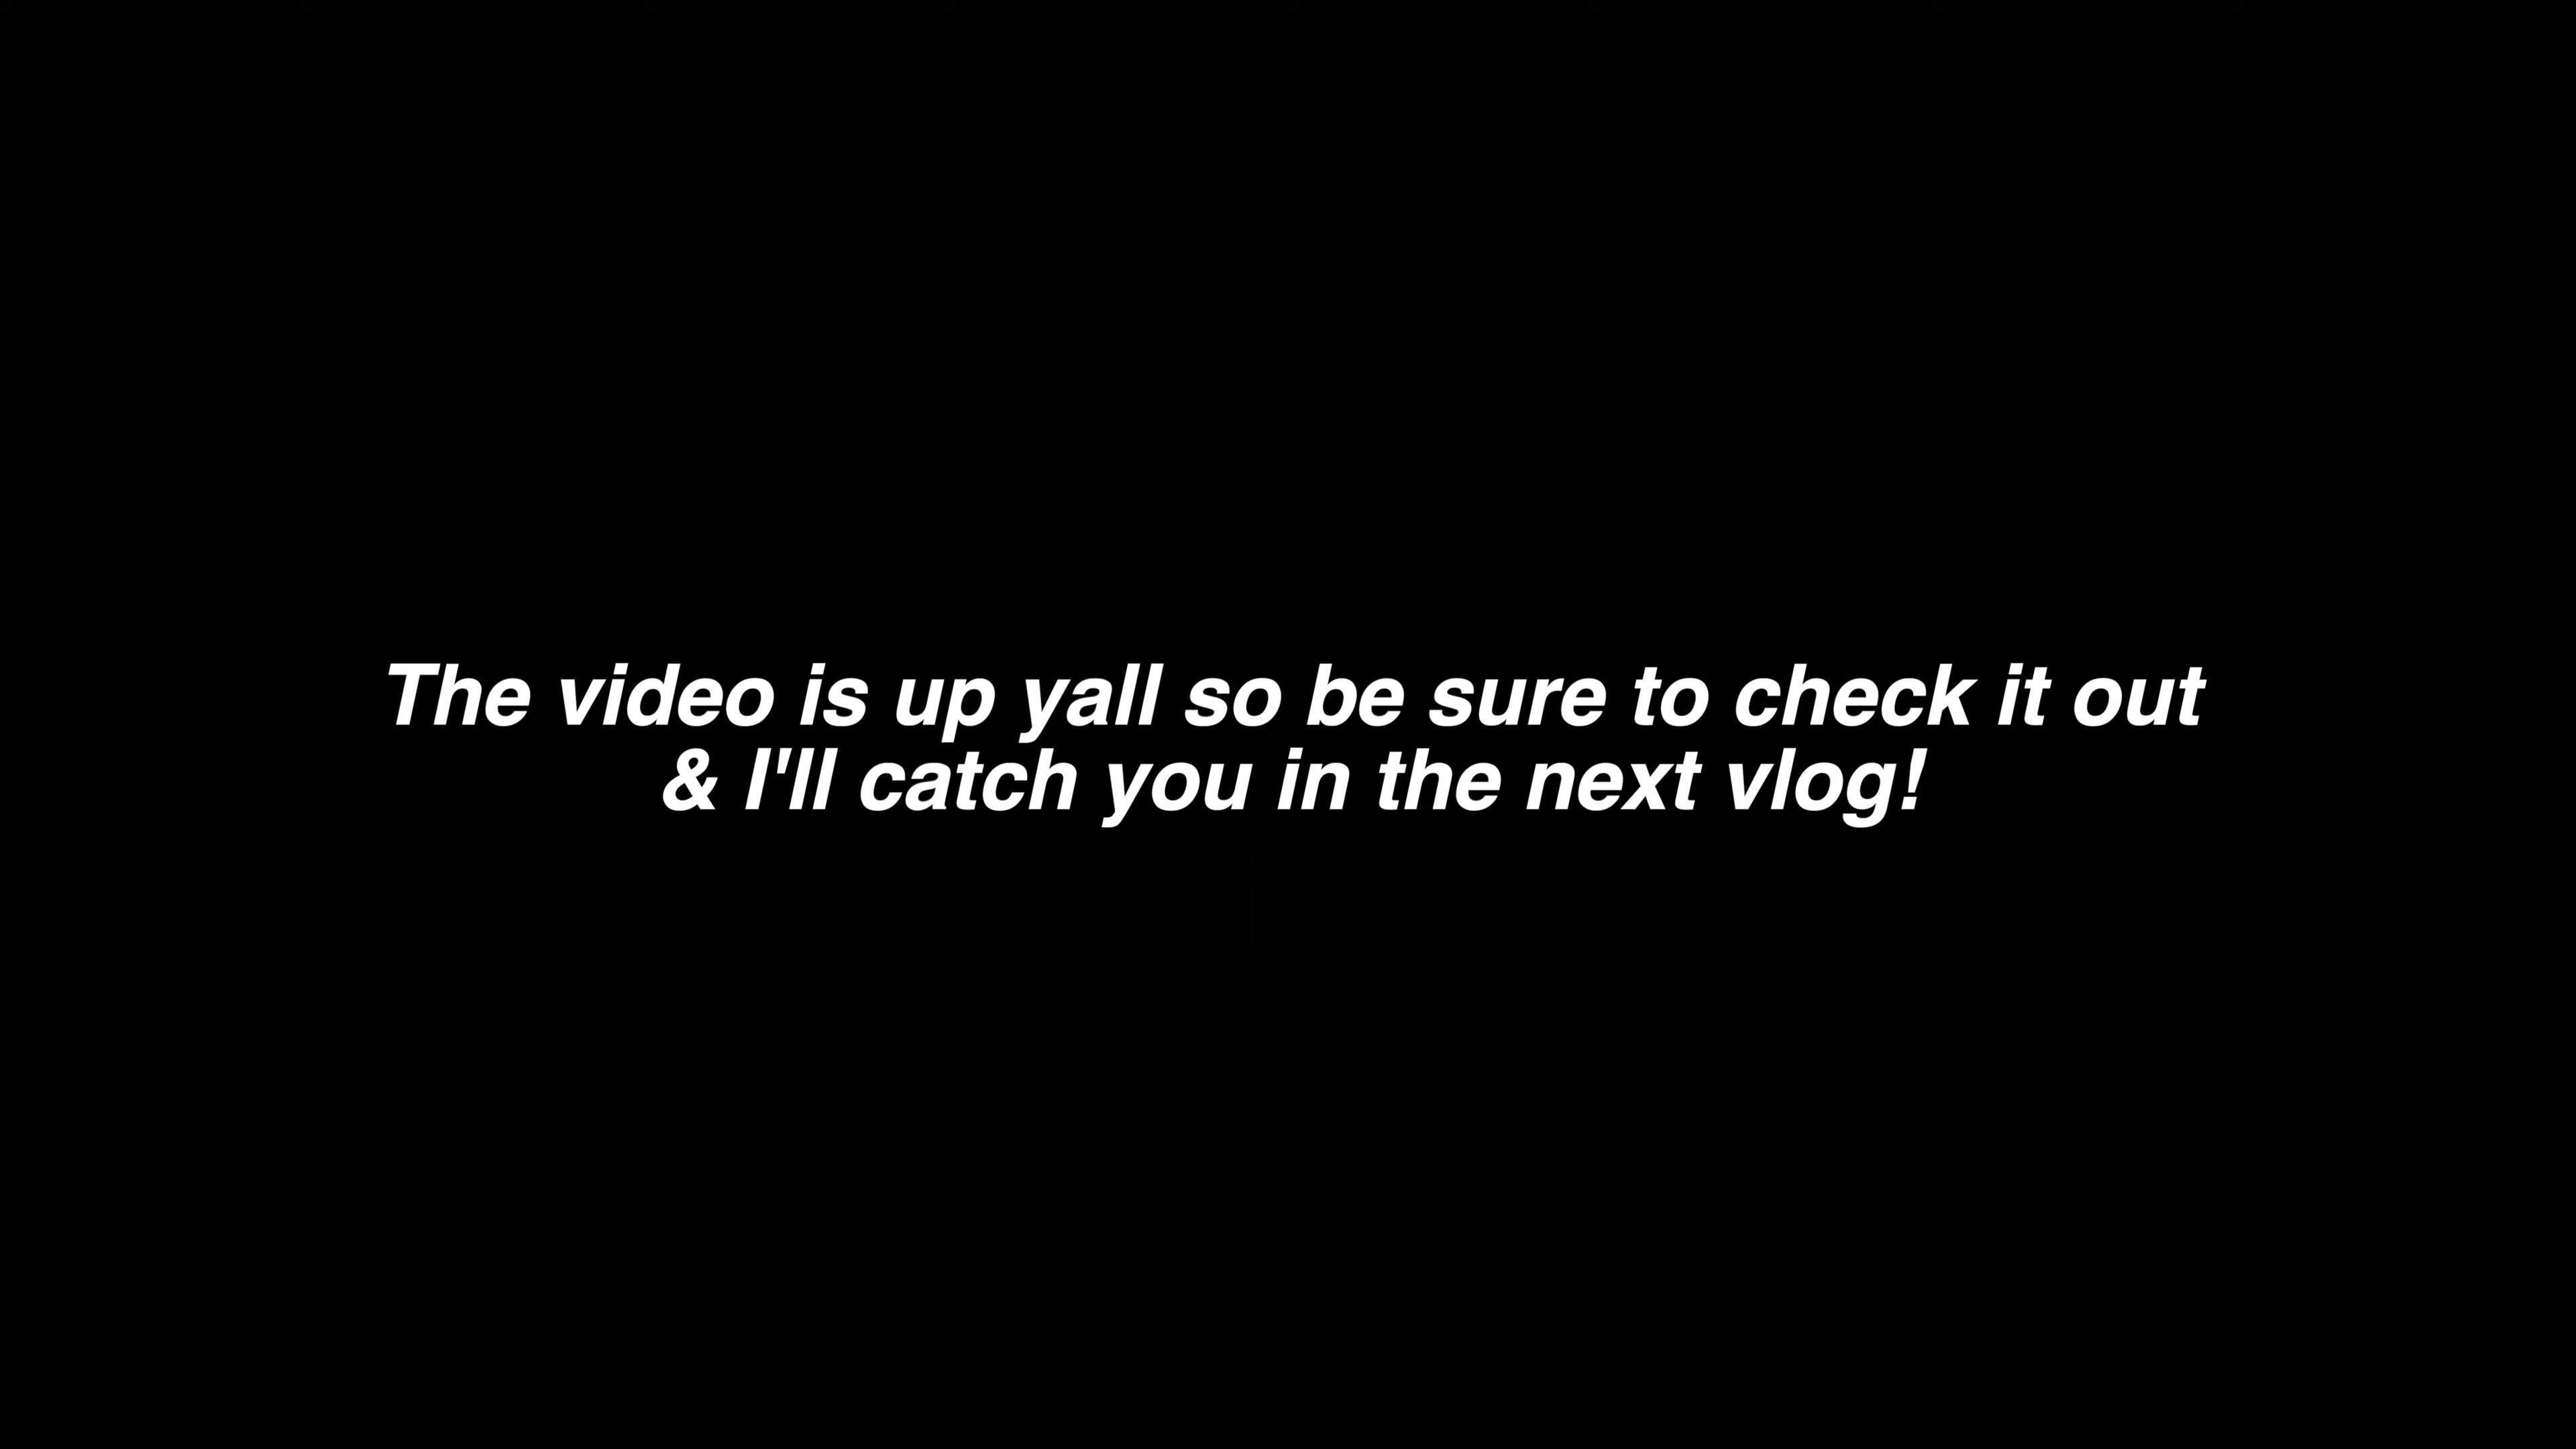 The video is up yall so be sure to check it out
& I'll catch you in the next vlog!